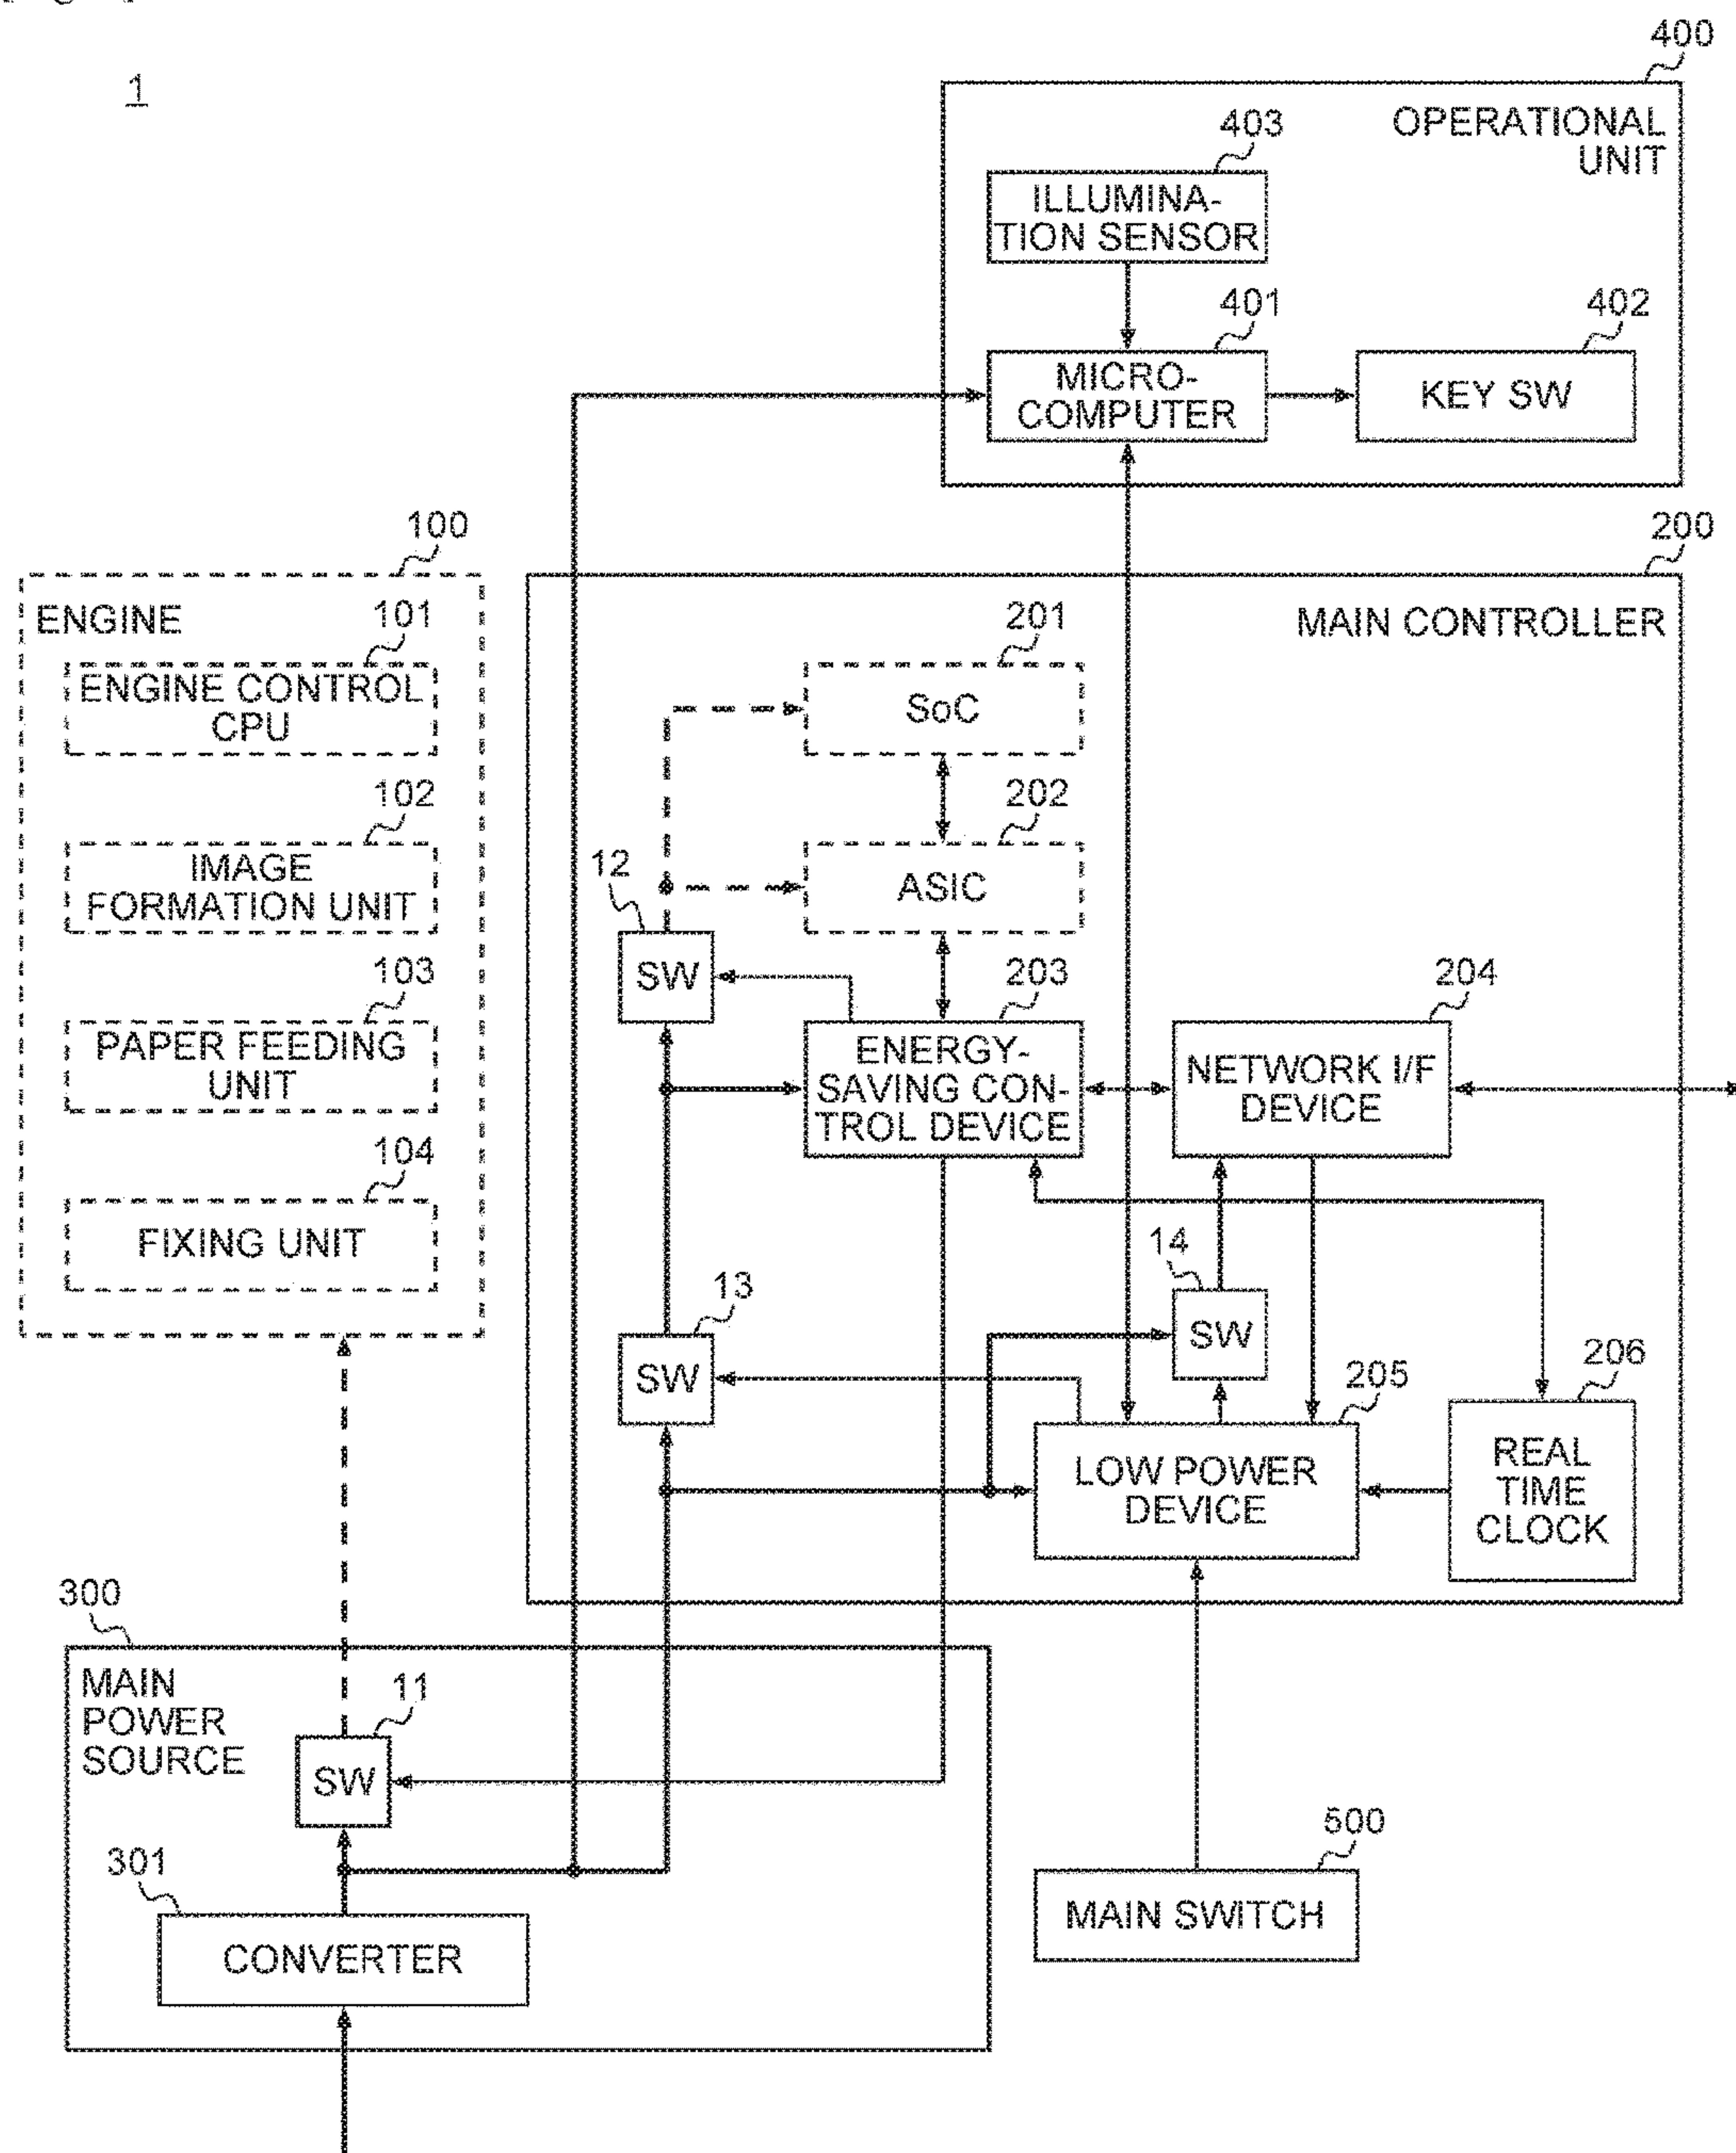 1
400
OPERATIONAL
UNIT
403
ILLUMINA-
TION SENSOR
401
MICRO-
COMPUTER
402
KEY SW
100
ENGINE
101
ENGINE CONTROL
CPU
102
IMAGE
FORMATION UNIT
103
PAPER FEEDING
UNIT
104
FIXING UNIT
200
MAIN CONTROLLER
201
SoC
202
ASIC
12
SW
203
ENERGY-
SAVING CON-
TROL DEVICE
204
NETWORK I/F
DEVICE
14
SW
13
SW
205
LOW POWER
DEVICE
206
REAL
TIME
CLOCK
300
MAIN
POWER
SOURCE
11
SW
301
CONVERTER
500
MAIN SWITCH